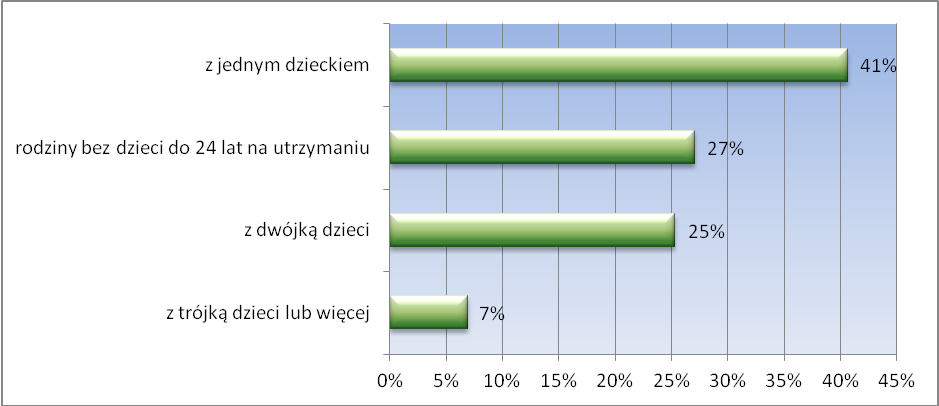 z jednym dzieckiem
41%
rodziny bez dzieci do 24 lat na utrzymaniu
27%
z dwójką dzieci
25%
z trójką dzieci lub więcej
7%
0% 5% 10% 15% 20% 25% 30% 35% 40% 45%